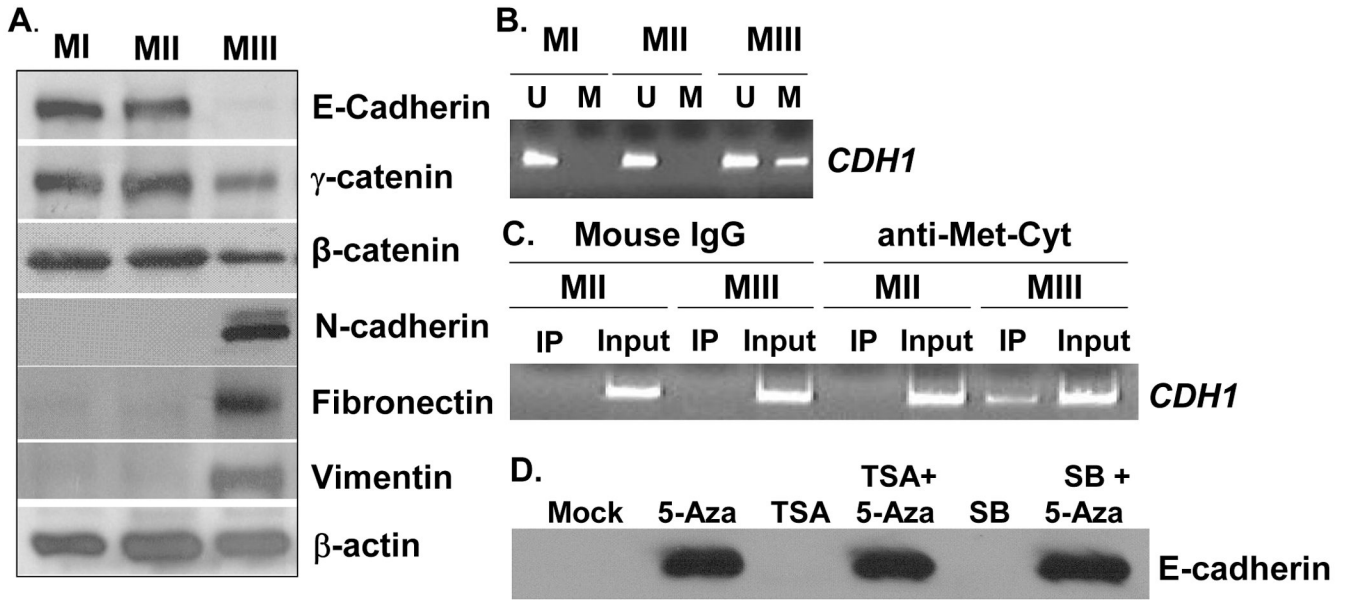 A.
MI MII MIII
E-Cadherin
γ-catenin
β-catenin
N-cadherin
Fibronectin
Vimentin
β-actin
B.
MI MII MIII
U M U M U M
CDH1
C. Mouse IgG anti-Met-Cyt
MII MIII MII MIII
IP Input IP Input IP Input IP Input
CDH1
D.
TSA+ SB +
Mock 5-Aza TSA 5-Aza SB 5-Aza
E-cadherin